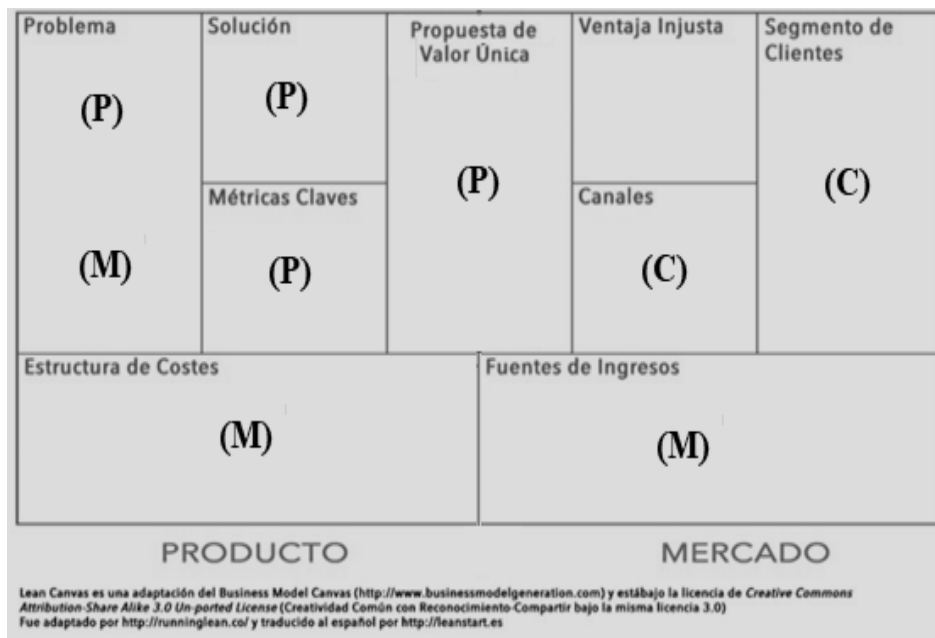 Problema
(P)
(M)
Solución
(P)
Métricas Claves
(P)
Propuesta de
Valor Única
(P)
Ventaja Injusta
Canales
(C)
Segmento de
Clientes
(C)
Estructura de Costes
(M)
Fuentes de Ingresos
(M)
PRODUCTO
MERCADO
Lean Canvas es una adaptación del Business Model Canvas (http://www.businessmodelgeneration.com) y estábajo la licencia de Creative Commons
Attribution-Share Alike 3.0 Un-ported License (Creatividad Común con Reconocimiento-Compartir bajo la misma licencia 3.0)
Fue adaptado por http://runninglean.co/ y traducido al español por http://leanstart.es